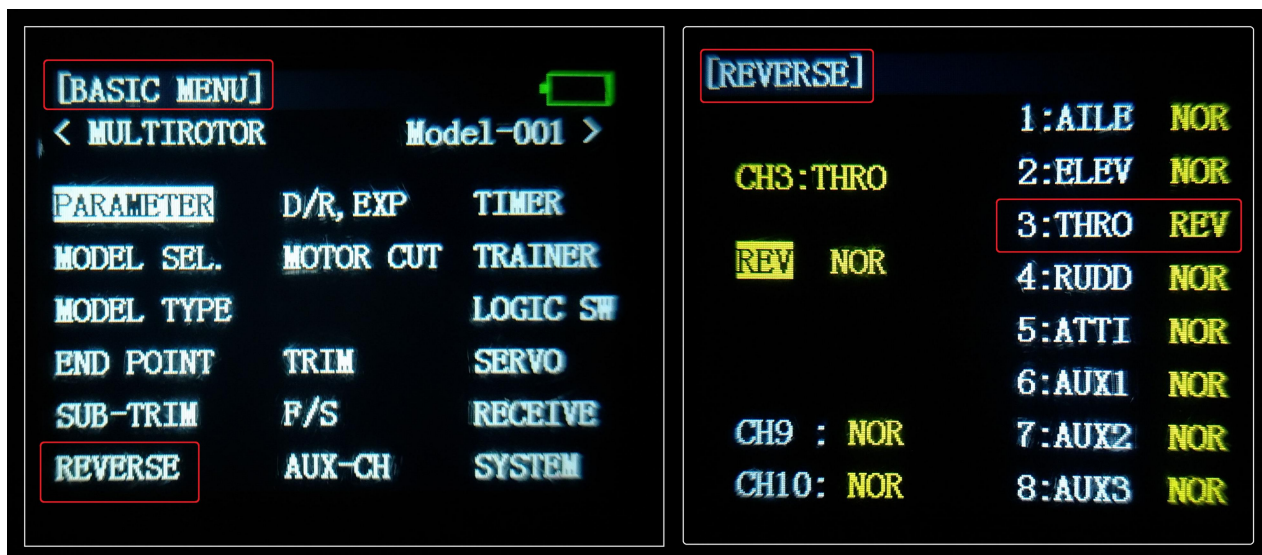 [BASIC MENU]
< MULTIROTOR Model-001 >
PARAMETER D/R,EXP TIMER
MODEL SEL. MOTOR CUT TRAINER
MODEL TYPE LOGIC SW
END POINT TRIM SERVO
SUB-TRIM F/S RECEIVE
REVERSE AUX-CH SYSTEM
[REVERSE]
CH3:THRO
REV NOR
CH9 : NOR
CH10: NOR
1:AILE NOR
2:ELEV NOR
3:THRO REV
4:RUDD NOR
5:ATTI NOR
6:AUX1 NOR
7:AUX2 NOR
8:AUX3 NOR